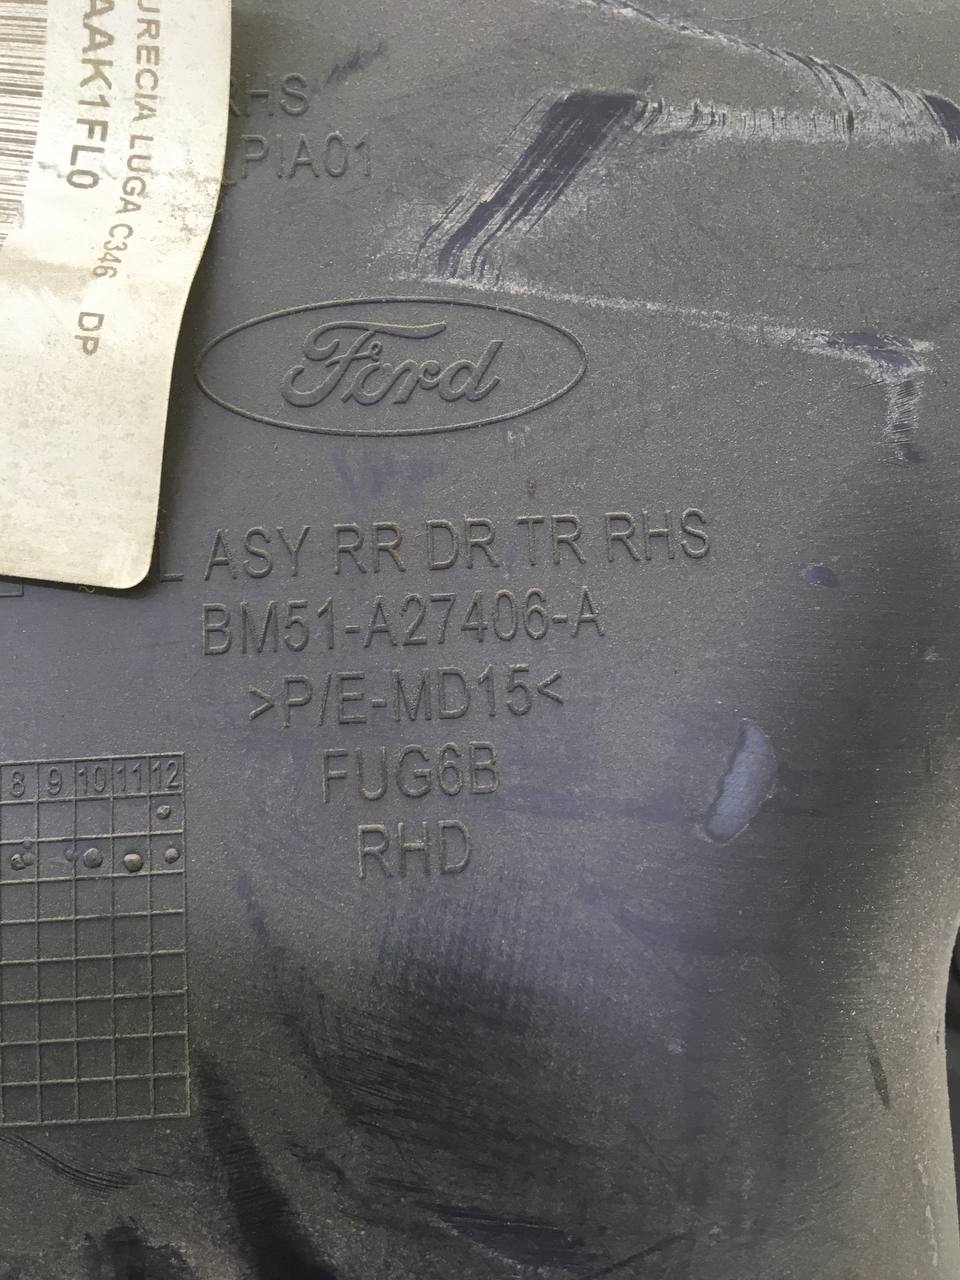 URECIA LUGA C346 DP
AAK1FL0
RHS
PIA01
Ford
ASY RR DR TR RHS
BM51-A27406-A
>P/E-MD15<
FUG6B
RHD
8 9 10 11 12